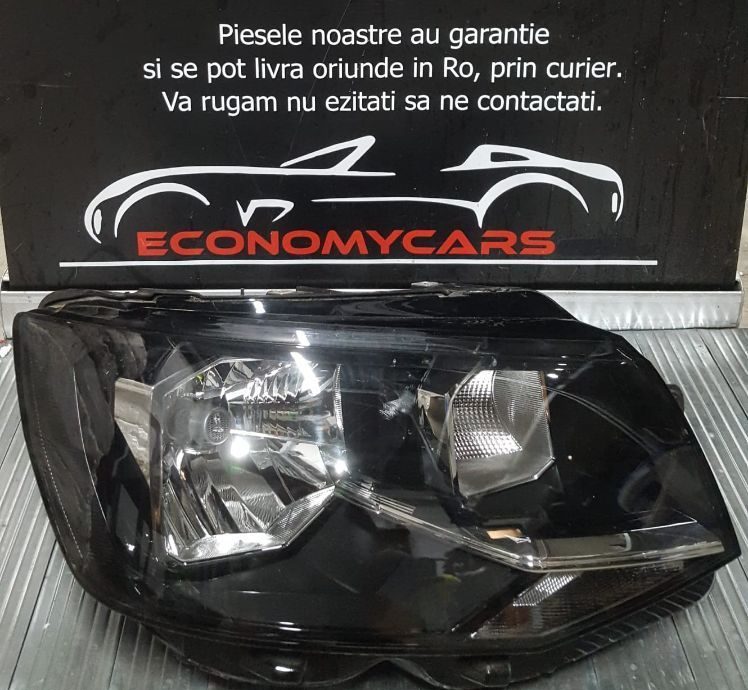 Piesele noastre au garantie
si se pot livra oriunde in Ro, prin curier.
Va rugam nu ezitati sa ne contactati.
ECONOMYCARS